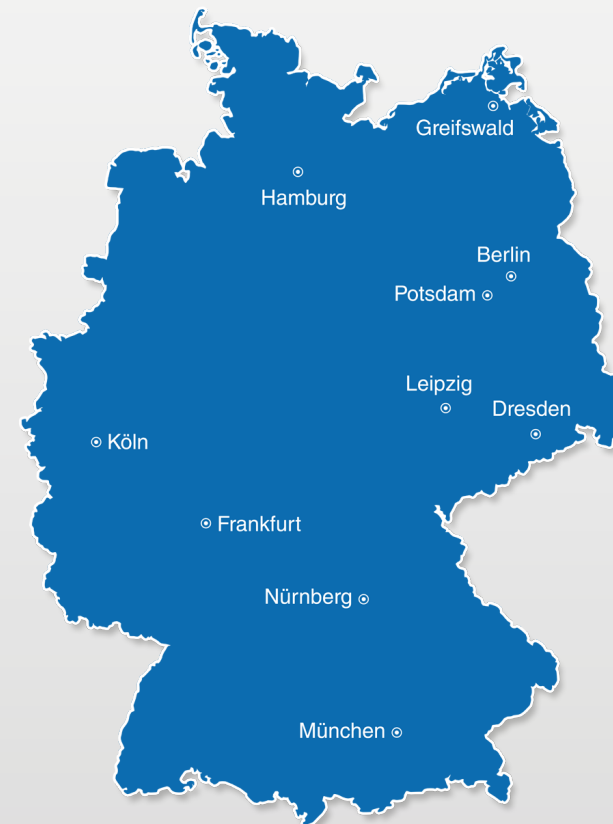 Greifswald
Hamburg
Berlin
Potsdam
Leipzig
Dresden
Köln
Frankfurt
Nürnberg
München